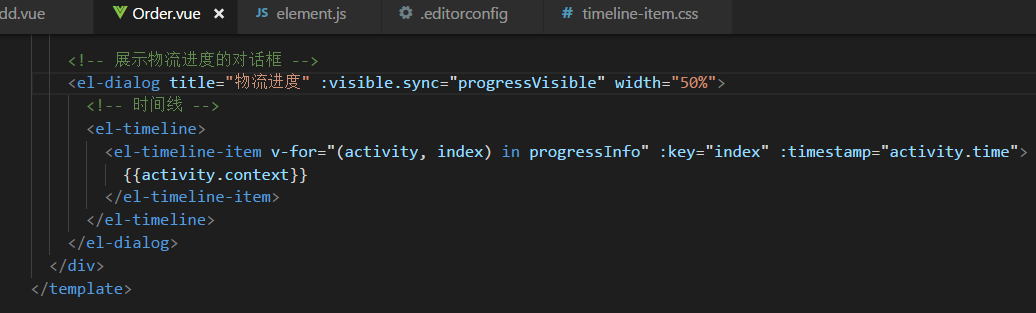 dd.vue Order.vue × JS element.js .editorconfig # timeline-item.css
<!-- 展示物流进度的对话框 -->
<el-dialog title="物流进度" :visible.sync="progressVisible" width="50%">
<!-- 时间线 -->
<el-timeline>
<el-timeline-item v-for="(activity, index) in progressInfo" :key="index" :timestamp="activity.time">
{{activity.context}}
</el-timeline-item>
</el-timeline>
</el-dialog>
</div>
</template>